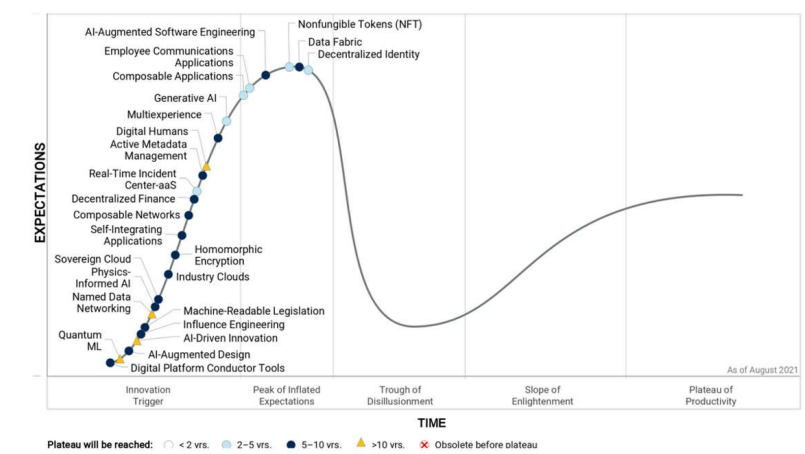 Nonfungible Tokens (NFT)
AI-Augmented Software Engineering
Data Fabric
Employee Communications
Applications
Decentralized Identity
Composable Applications
Generative AI
Multiexperience
Digital Humans
Active Metadata
Management
Real-Time Incident
Center-aaS
Decentralized Finance
Composable Networks
Self-Integrating
Applications
Homomorphic
Encryption
Sovereign Cloud
Industry Clouds
Physics-
Informed AI
Named Data
Networking
Machine-Readable Legislation
Influence Engineering
Quantum
ML
AI-Driven Innovation
AI-Augmented Design
Digital Platform Conductor Tools
EXPECTATIONS
As of August 2021
Innovation
Trigger
Peak of Inflated
Expectations
Trough of
Disillusionment
Slope of
Enlightenment
Plateau of
Productivity
TIME
Plateau will be reached: < 2 yrs. 2–5 yrs. 5–10 yrs. >10 yrs. Obsolete before plateau